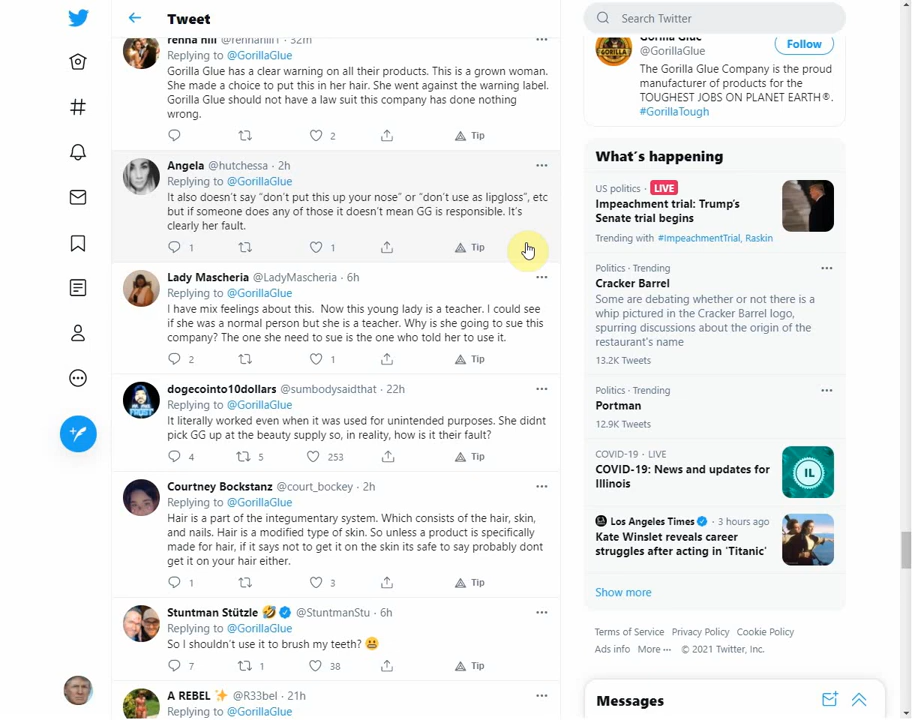 Tweet
renna hill @rennahill1 · 32m
Replying to @GorillaGlue
Gorilla Glue has a clear warning on all their products. This is a grown woman.
She made a choice to put this in her hair. She went against the warning label.
Gorilla Glue should not have a law suit this company has done nothing
wrong.
2
Tip
Angela @hutchessa · 2h
Replying to @GorillaGlue
It also doesn't say "don't put this up your nose" or "don't use as lipgloss", etc
but if someone does any of those it doesn't mean GG is responsible. It's
clearly her fault.
1 1 Tip
Lady Mascheria @LadyMascheria · 6h
Replying to @GorillaGlue
I have mix feelings about this. Now this young lady is a teacher. I could see
if she was a normal person but she is a teacher. Why is she going to sue this
company? The one she need to sue is the one who told her to use it.
2 1 Tip
dogecointo10dollars @sumbodysaidthat · 22h
Replying to @GorillaGlue
It literally worked even when it was used for unintended purposes. She didnt
pick GG up at the beauty supply so, in reality, how is it their fault?
4 5 253 Tip
Courtney Bockstanz @court_bockey · 2h
Replying to @GorillaGlue
Hair is a part of the integumentary system. Which consists of the hair, skin,
and nails. Hair is a modified type of skin. So unless a product is specifically
made for hair, if it says not to get it on the skin its safe to say probably dont
get it on your hair either.
1 3 Tip
Stuntman Stützle 🤣 @StuntmanStu · 6h
Replying to @GorillaGlue
So I shouldn't use it to brush my teeth? 😬
7 1 38 Tip
A REBEL ✨ @R33bel · 21h
Replying to @GorillaGlue
Search Twitter
Gorilla Glue
@GorillaGlue
Follow
The Gorilla Glue Company is the proud
manufacturer of products for the
TOUGHEST JOBS ON PLANET EARTH®.
#GorillaTough
What's happening
US politics · LIVE
Impeachment trial: Trump's
Senate trial begins
Trending with #ImpeachmentTrial, Raskin
Politics · Trending
Cracker Barrel
Some are debating whether or not there is a
whip pictured in the Cracker Barrel logo,
spurring discussions about the origin of the
restaurant's name
13.2K Tweets
Politics · Trending
Portman
12.9K Tweets
COVID-19 · LIVE
COVID-19: News and updates for
Illinois
IL
Los Angeles Times · 3 hours ago
Kate Winslet reveals career
struggles after acting in 'Titanic'
Show more
Terms of Service Privacy Policy Cookie Policy
Ads info More ··· © 2021 Twitter, Inc.
Messages